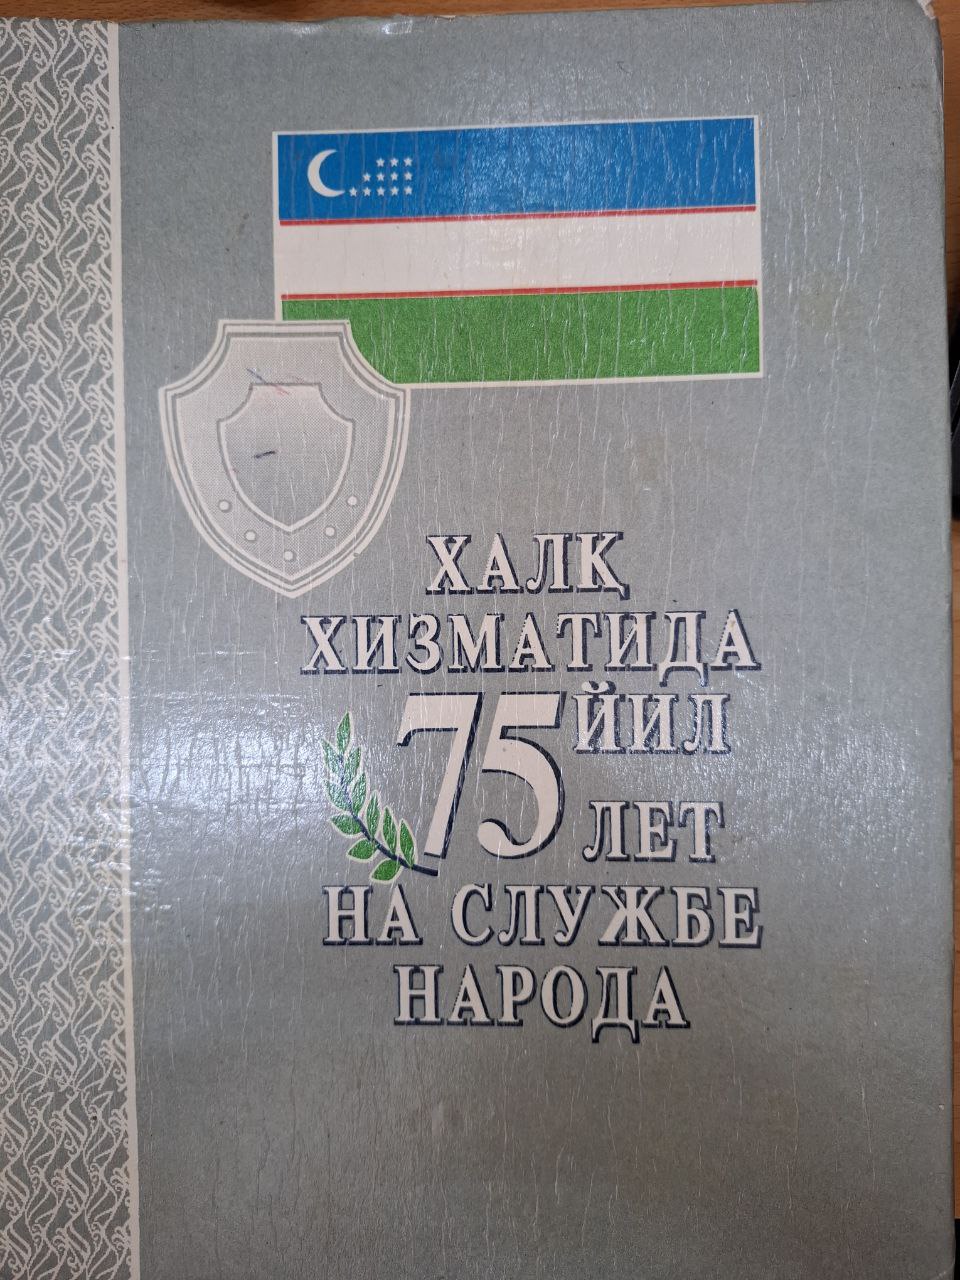 ХАЛҚ
ХИЗМАТИДА
75 ЙИЛ
ЛЕТ
НА СЛУЖБЕ
НАРОДА